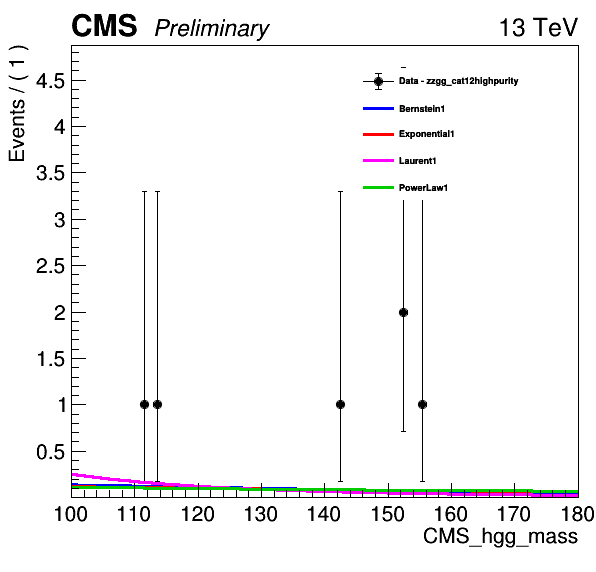 CMS Preliminary 13 TeV
Events / ( 1 )
4.5
4
3.5
3
2.5
2
1.5
1
0.5
Data - zzgg_cat12highpurity
Bernstein1
Exponential1
Laurent1
PowerLaw1
100 110 120 130 140 150 160 170 180
CMS_hgg_mass